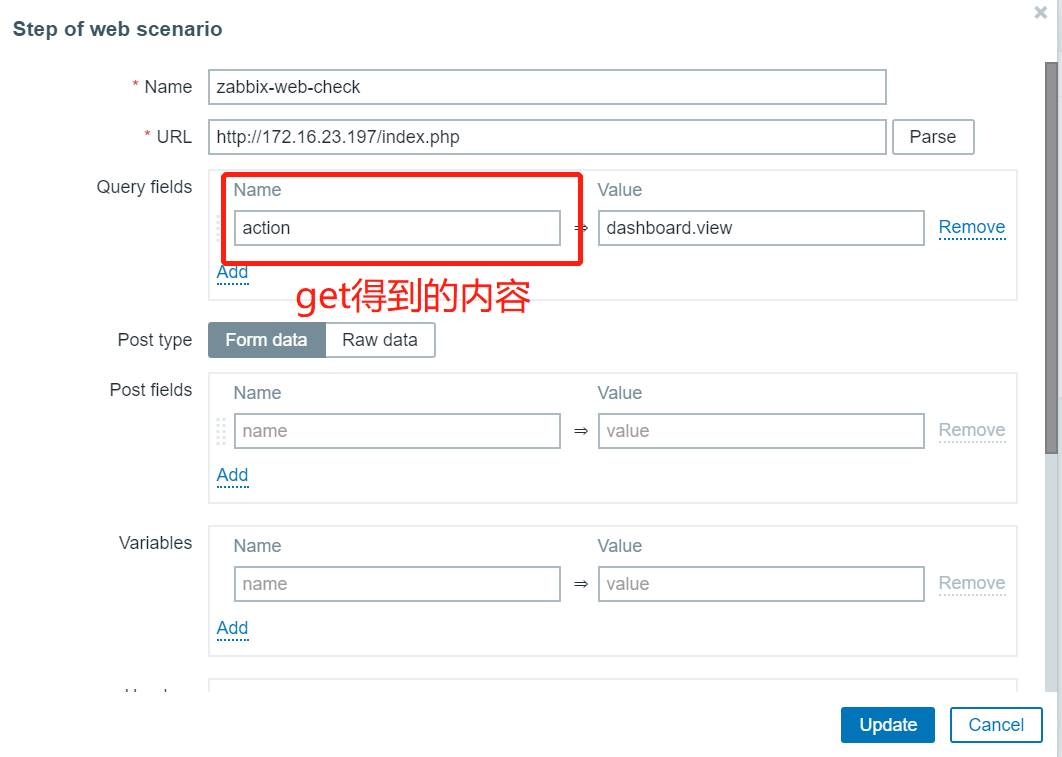 Step of web scenario
* Name zabbix-web-check
* URL http://172.16.23.197/index.php Parse
Query fields Name Value
action ⇒ dashboard.view Remove
Add
get得到的内容
Post type Form data Raw data
Post fields Name Value
name ⇒ value Remove
Add
Variables Name Value
name ⇒ value Remove
Add
Update Cancel